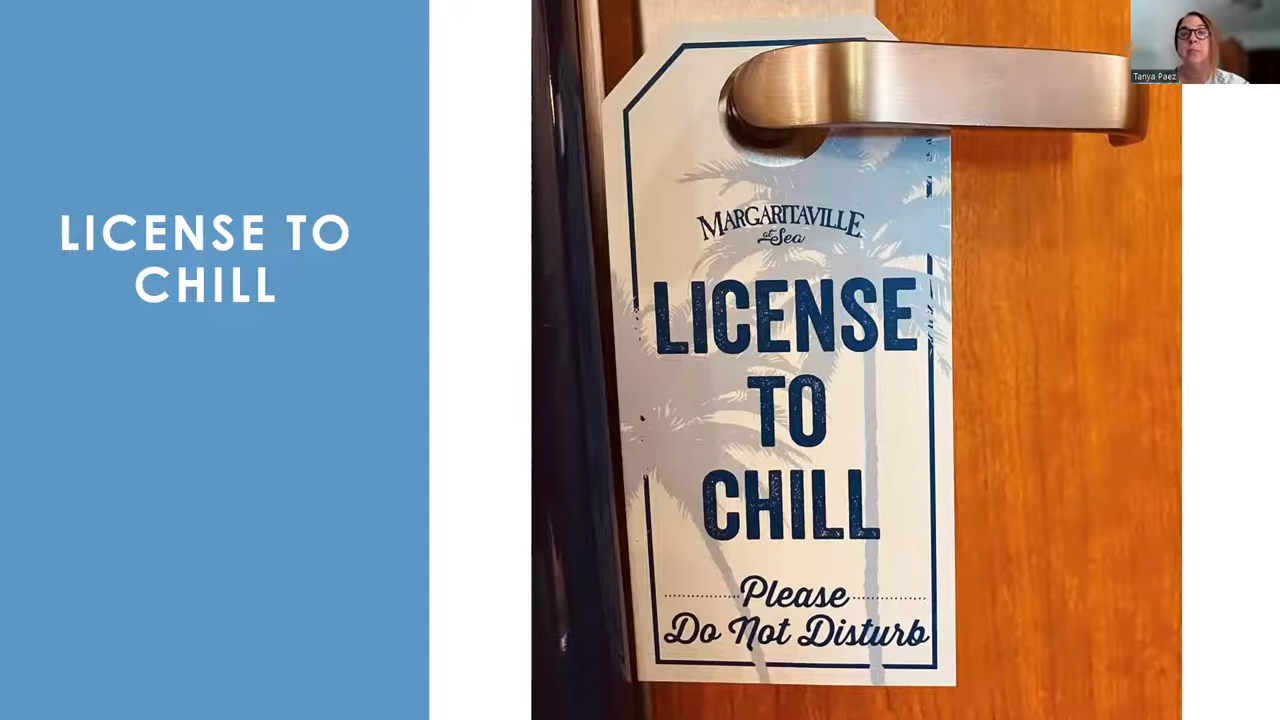 LICENSE TO
CHILL
MARGARITAVILLE
at Sea
LICENSE
TO
CHILL
Please
Do Not Disturb
Tanya Paez